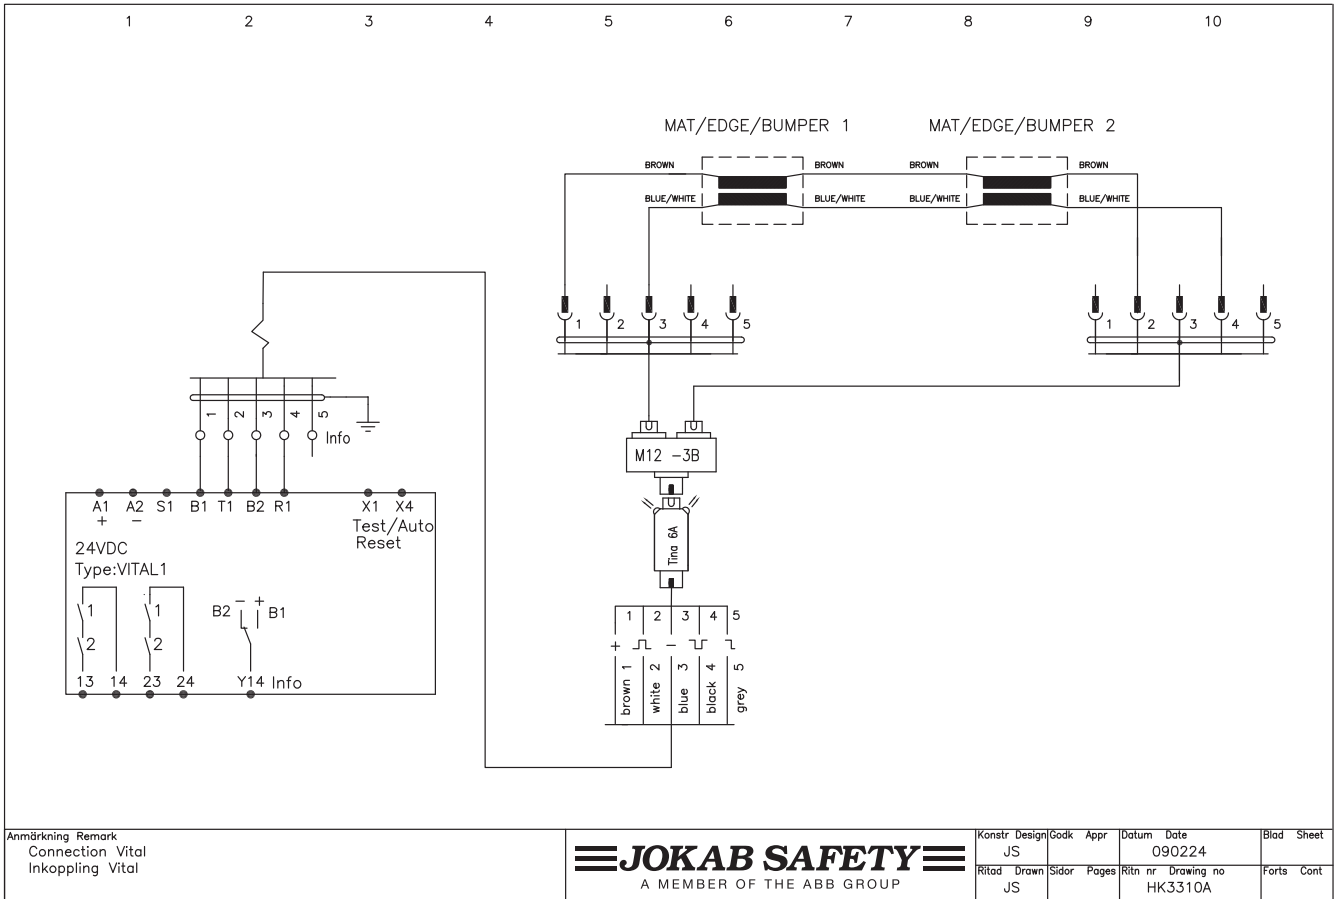 1 2 3 4 5 6 7 8 9 10
MAT/EDGE/BUMPER 1 MAT/EDGE/BUMPER 2
BROWN BROWN BROWN BROWN
BLUE/WHITE BLUE/WHITE BLUE/WHITE BLUE/WHITE
1 2 3 4 5 1 2 3 4 5
1 2 3 4 5
Info
M12 -3B
A1 A2 S1 B1 T1 B2 R1 X1 X4
+ -
Test/Auto
Reset
24VDC
Type:VITAL1
Tina 6A
1 1 B2 - + B1
2 2
13 14 23 24 Y14 Info
1 2 3 4 5
+ -
brown 1
white 2
blue 3
black 4
grey 5
Anmärkning Remark
Connection Vital
Inkoppling Vital
JOKAB SAFETY
A MEMBER OF THE ABB GROUP
Konstr Design Godk Appr Datum Date Blad Sheet
JS 090224
Ritad Drawn Sidor Pages Ritn nr Drawing no Forts Cont
JS HK3310A